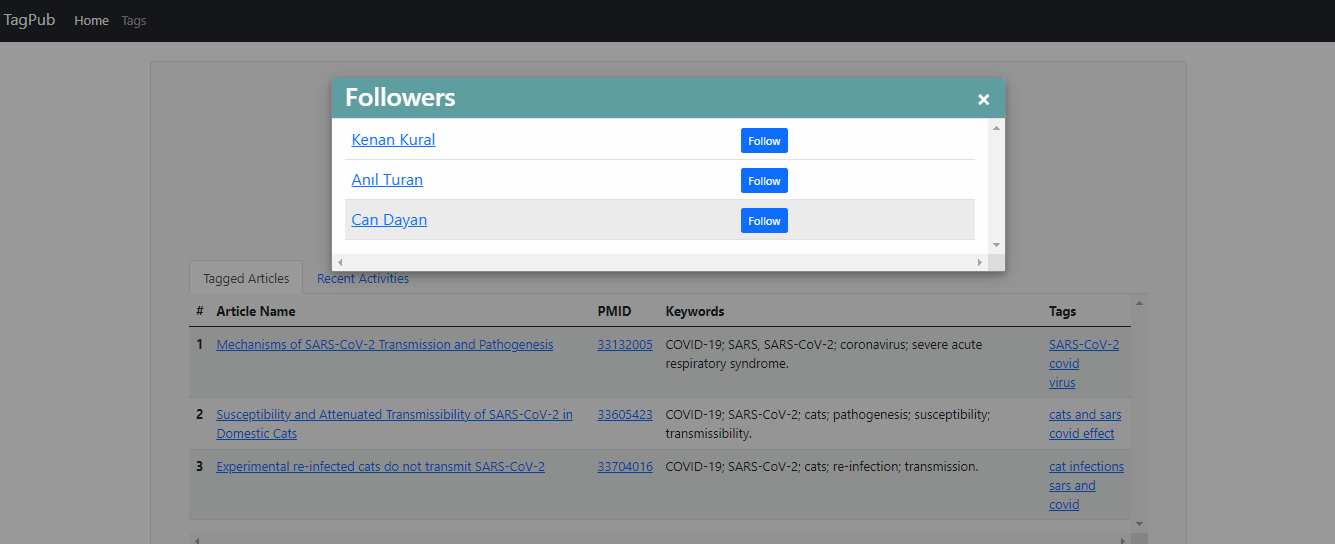 TagPub Home Tags
Followers ×
Kenan Kural Follow
Anıl Turan Follow
Can Dayan Follow
Tagged Articles Recent Activities
# Article Name PMID Keywords Tags
1 Mechanisms of SARS-CoV-2 Transmission and Pathogenesis 33132005 COVID-19; SARS, SARS-CoV-2; coronavirus; severe acute SARS-CoV-2
respiratory syndrome. covid
virus
2 Susceptibility and Attenuated Transmissibility of SARS-CoV-2 in 33605423 COVID-19; SARS-CoV-2; cats; pathogenesis; susceptibility; cats and sars
Domestic Cats transmissibility. covid effect
3 Experimental re-infected cats do not transmit SARS-CoV-2 33704016 COVID-19; SARS-CoV-2; cats; re-infection; transmission. cat infections
sars and
covid